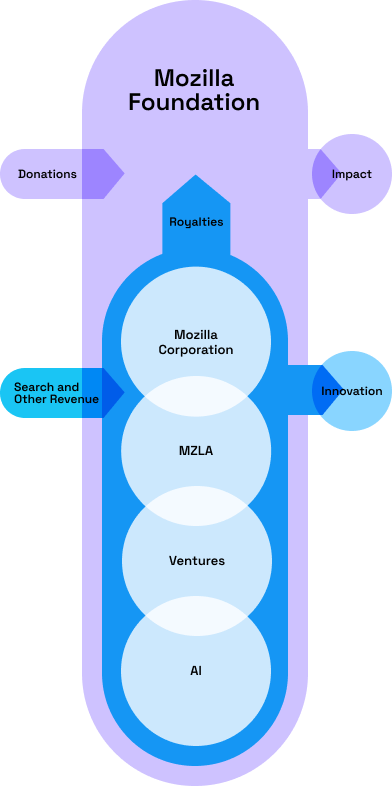 Mozilla
Foundation
Donations
Impact
Royalties
Mozilla
Corporation
Search and
Other Revenue
Innovation
MZLA
Ventures
AI